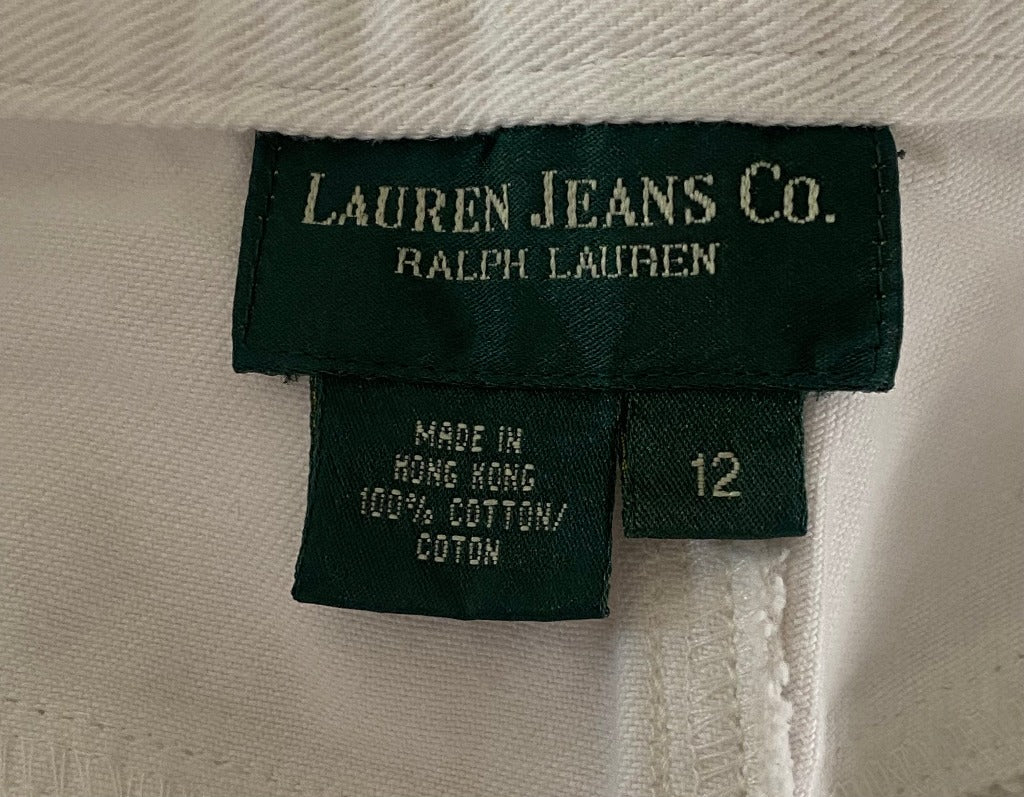 LAUREN JEANS CO.
RALPH LAUREN
MADE IN
HONG KONG
100% COTTON/
COTON
12